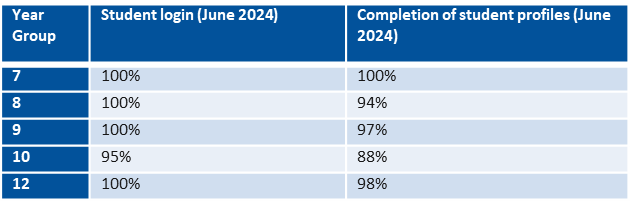 Year Group Student login (June 2024) Completion of student profiles (June 2024)
7 100% 100%
8 100% 94%
9 100% 97%
10 95% 88%
12 100% 98%